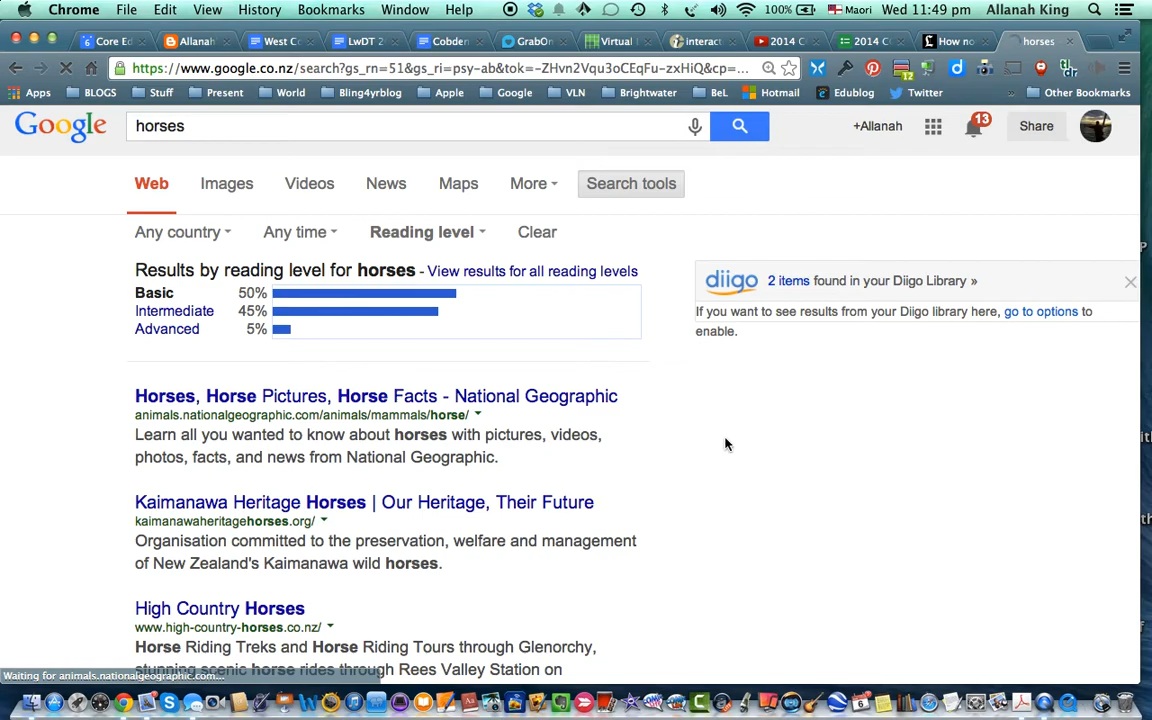 Chrome File Edit View History Bookmarks Window Help 100% Maori Wed 11:49 pm Allanah King
Core Ed Allanah West C LwDT 2 Cobden GrabOn Virtual interact 2014 C 2014 C How no horses
https://www.google.co.nz/search?gs_rn=51&gs_ri=psy-ab&tok=-ZHvn2Vqu3oCEqFu-zxHiQ&cp=... 12
Apps BLOGS Stuff Present World Bling4yrblog Apple Google VLN Brightwater BeL Hotmail Edublog Twitter » Other Bookmarks
Google horses +Allanah 13 Share
Web Images Videos News Maps More Search tools
Any country Any time Reading level Clear
Results by reading level for horses - View results for all reading levels
Basic 50%
Intermediate 45%
Advanced 5%
diigo 2 items found in your Diigo Library »
If you want to see results from your Diigo library here, go to options to
enable.
Horses, Horse Pictures, Horse Facts - National Geographic
animals.nationalgeographic.com/animals/mammals/horse/
Learn all you wanted to know about horses with pictures, videos,
photos, facts, and news from National Geographic.
Kaimanawa Heritage Horses | Our Heritage, Their Future
kaimanawaheritagehorses.org/
Organisation committed to the preservation, welfare and management
of New Zealand's Kaimanawa wild horses.
High Country Horses
www.high-country-horses.co.nz/
Horse Riding Treks and Horse Riding Tours through Glenorchy,
stunning scenic horse rides through Rees Valley Station on
Waiting for animals.nationalgeographic.com...